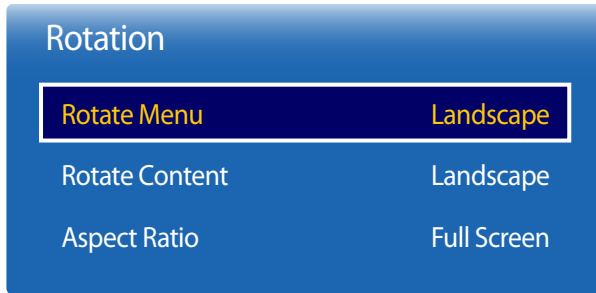 Rotation
Rotate Menu Landscape
Rotate Content Landscape
Aspect Ratio Full Screen